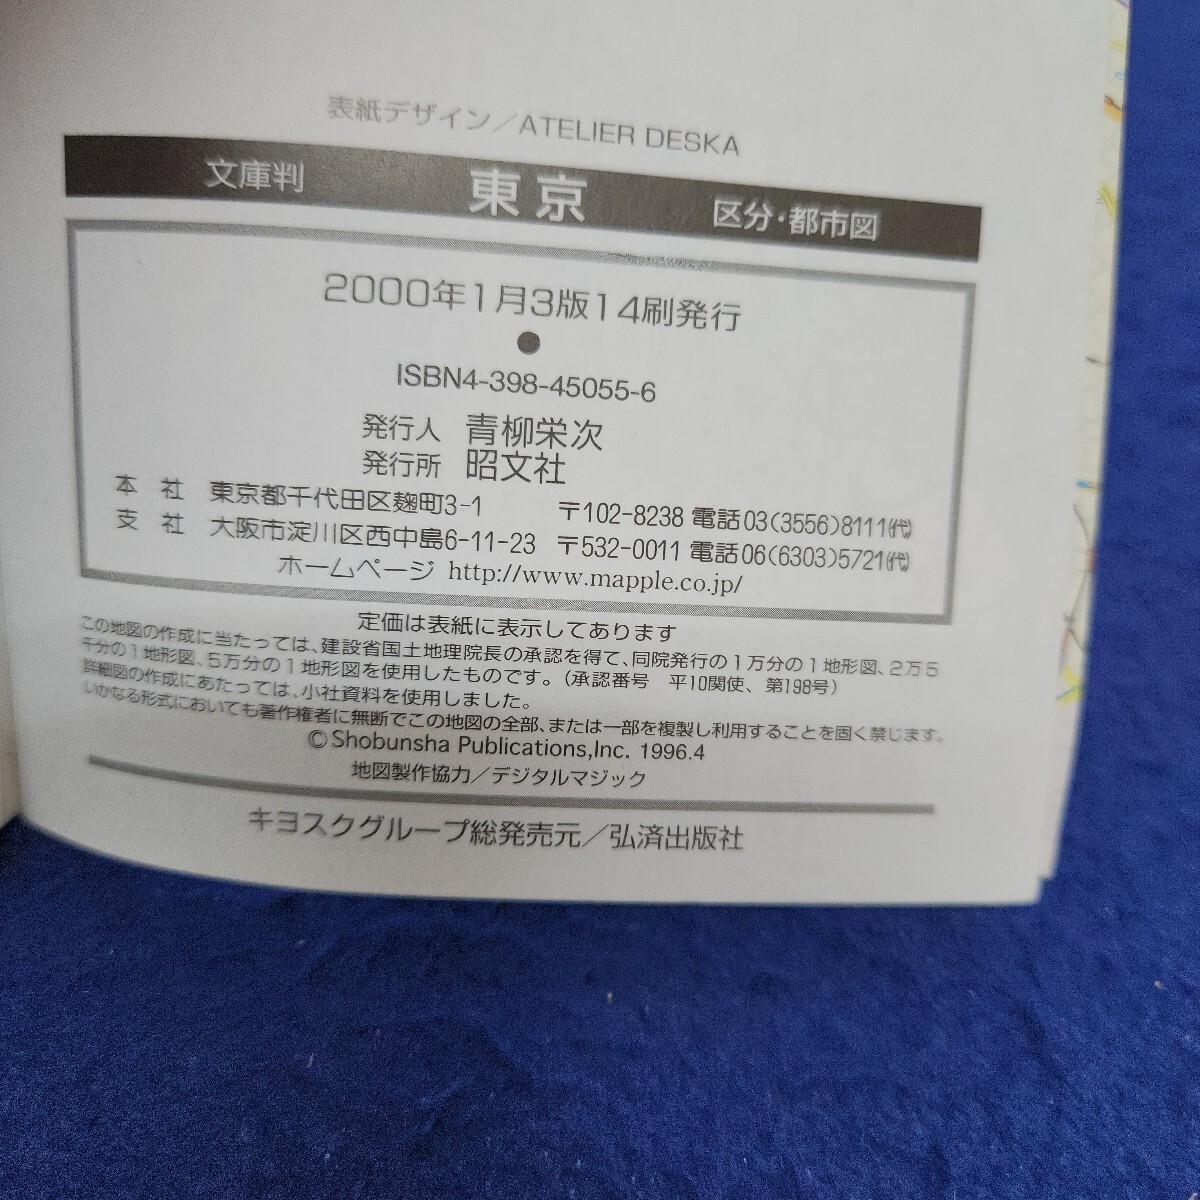 表紙デザイン／ATELIER DESKA
文庫判 東京 区分・都市図
2000年1月3版14刷発行
●
ISBN4-398-45055-6
発行人 青柳栄次
発行所 昭文社
本 社 東京都千代田区麹町3-1 〒102-8238 電話03(3556)8111(代)
支 社 大阪市淀川区西中島6-11-23 〒532-0011 電話06(6303)5721(代)
ホームページ http://www.mapple.co.jp/
定価は表紙に表示してあります
この地図の作成に当たっては、建設省国土地理院長の承認を得て、同院発行の1万分の1地形図、2万5
千分の1地形図、5万分の1地形図を使用したものです。（承認番号 平10関使、第198号）
詳細図の作成にあたっては、小社資料を使用しました。
いかなる形式においても著作権者に無断でこの地図の全部、または一部を複製し利用することを固く禁じます。
©Shobunsha Publications,Inc. 1996.4
地図製作協力／デジタルマジック
キヨスクグループ総発売元／弘済出版社